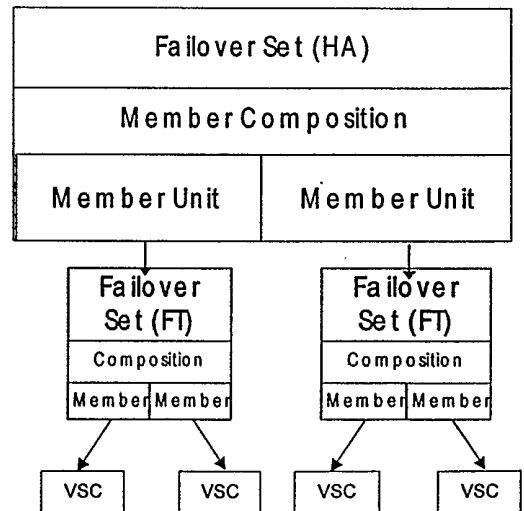 Failover Set (HA)
Member Composition
Member Unit Member Unit
Failover Failover
Set (FT) Set (FT)
Composition Composition
Member Member Member Member
VSC VSC VSC VSC